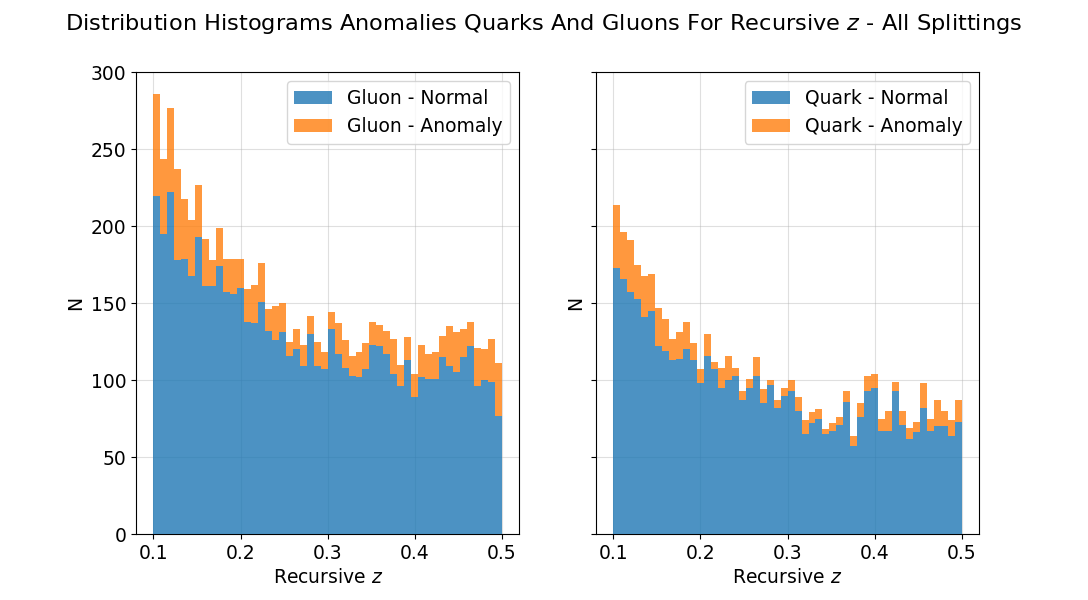 Distribution Histograms Anomalies Quarks And Gluons For Recursive z - All Splittings
300
250
200
150
100
50
0
N
0.1 0.2 0.3 0.4 0.5
Recursive z
Gluon - Normal
Gluon - Anomaly
N
0.1 0.2 0.3 0.4 0.5
Recursive z
Quark - Normal
Quark - Anomaly